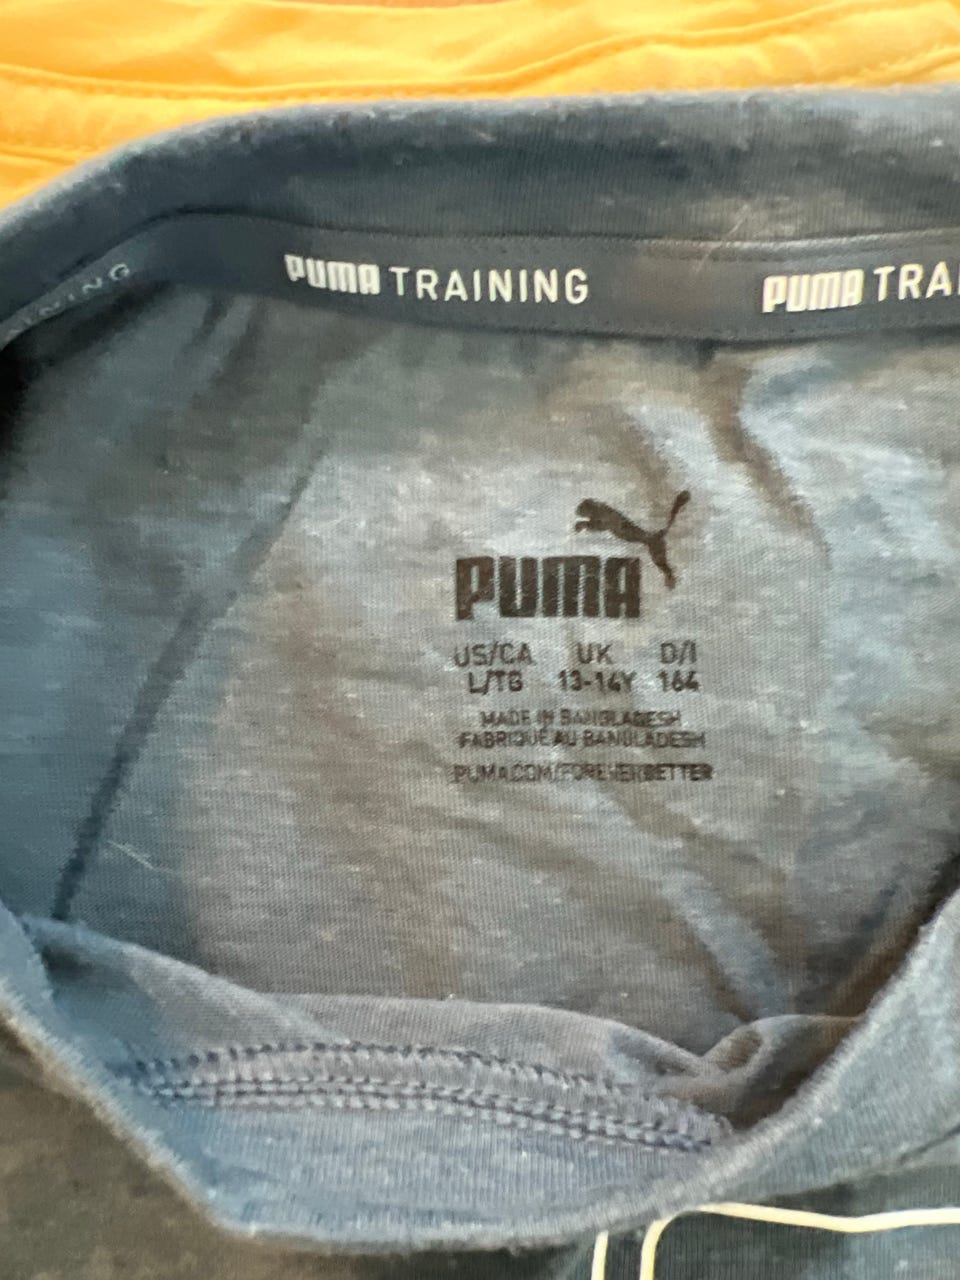 PUMA TRAINING PUMA TRAI
PUMA
US/CA UK D/I
L/TG 13-14Y 164
MADE IN BANGLADESH
FABRIQUÉ AU BANGLADESH
PUMA.COM/FOREVERBETTER